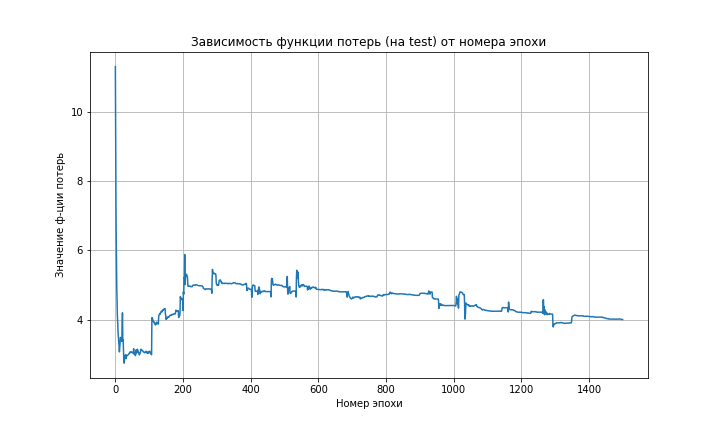 Зависимость функции потерь (на test) от номера эпохи
Значение ф-ции потерь
10
8
6
4
0 200 400 600 800 1000 1200 1400
Номер эпохи